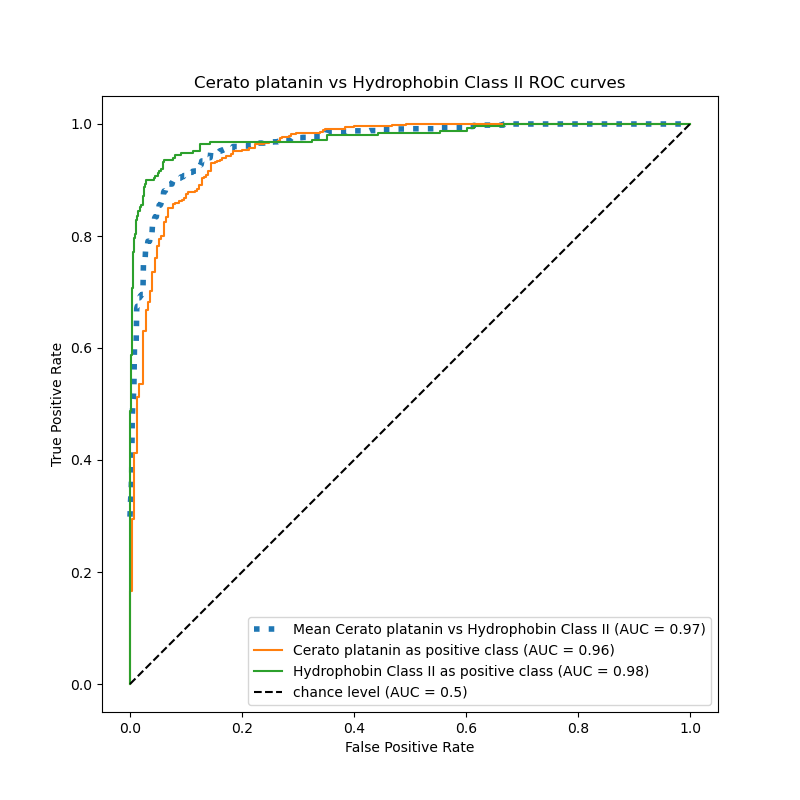 Cerato platanin vs Hydrophobin Class II ROC curves
True Positive Rate
1.0
0.8
0.6
0.4
0.2
0.0
Mean Cerato platanin vs Hydrophobin Class II (AUC = 0.97)
Cerato platanin as positive class (AUC = 0.96)
Hydrophobin Class II as positive class (AUC = 0.98)
chance level (AUC = 0.5)
0.0 0.2 0.4 0.6 0.8 1.0
False Positive Rate